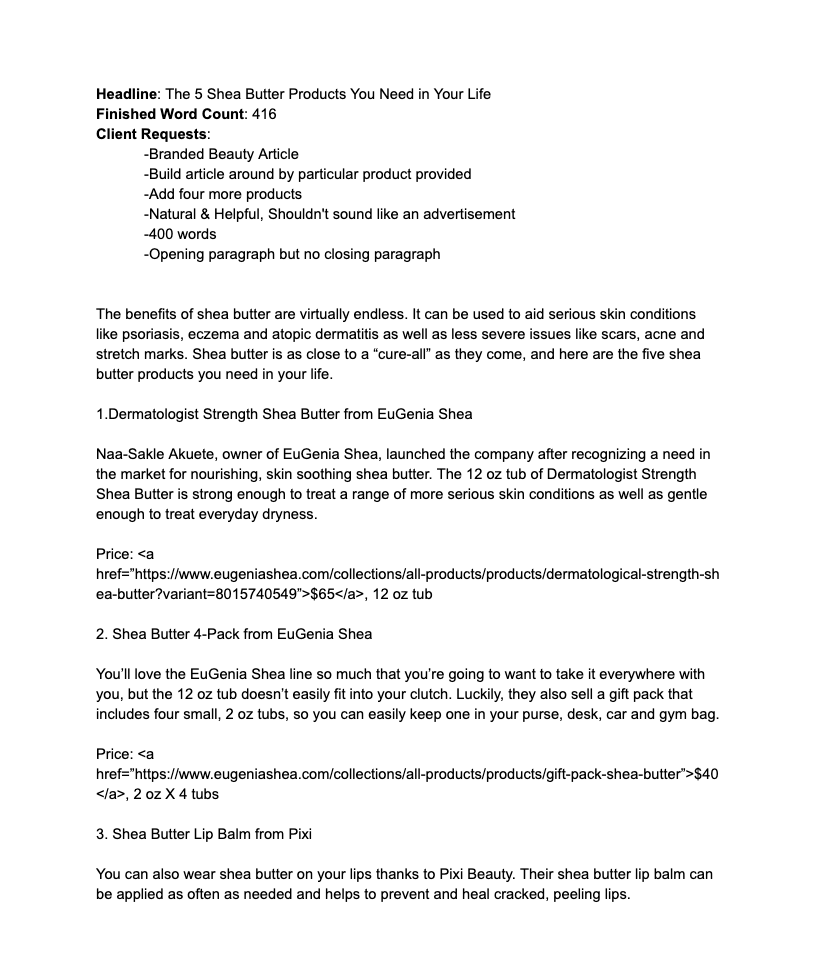 Headline: The 5 Shea Butter Products You Need in Your Life
Finished Word Count: 416
Client Requests:
-Branded Beauty Article
-Build article around by particular product provided
-Add four more products
-Natural & Helpful, Shouldn't sound like an advertisement
-400 words
-Opening paragraph but no closing paragraph
The benefits of shea butter are virtually endless. It can be used to aid serious skin conditions
like psoriasis, eczema and atopic dermatitis as well as less severe issues like scars, acne and
stretch marks. Shea butter is as close to a “cure-all” as they come, and here are the five shea
butter products you need in your life.
1.Dermatologist Strength Shea Butter from EuGenia Shea
Naa-Sakle Akuete, owner of EuGenia Shea, launched the company after recognizing a need in
the market for nourishing, skin soothing shea butter. The 12 oz tub of Dermatologist Strength
Shea Butter is strong enough to treat a range of more serious skin conditions as well as gentle
enough to treat everyday dryness.
Price: <a
href=”https://www.eugeniashea.com/collections/all-products/products/dermatological-strength-sh
ea-butter?variant=8015740549”>$65</a>, 12 oz tub
2. Shea Butter 4-Pack from EuGenia Shea
You’ll love the EuGenia Shea line so much that you’re going to want to take it everywhere with
you, but the 12 oz tub doesn’t easily fit into your clutch. Luckily, they also sell a gift pack that
includes four small, 2 oz tubs, so you can easily keep one in your purse, desk, car and gym bag.
Price: <a
href=”https://www.eugeniashea.com/collections/all-products/products/gift-pack-shea-butter”>$40
</a>, 2 oz X 4 tubs
3. Shea Butter Lip Balm from Pixi
You can also wear shea butter on your lips thanks to Pixi Beauty. Their shea butter lip balm can
be applied as often as needed and helps to prevent and heal cracked, peeling lips.